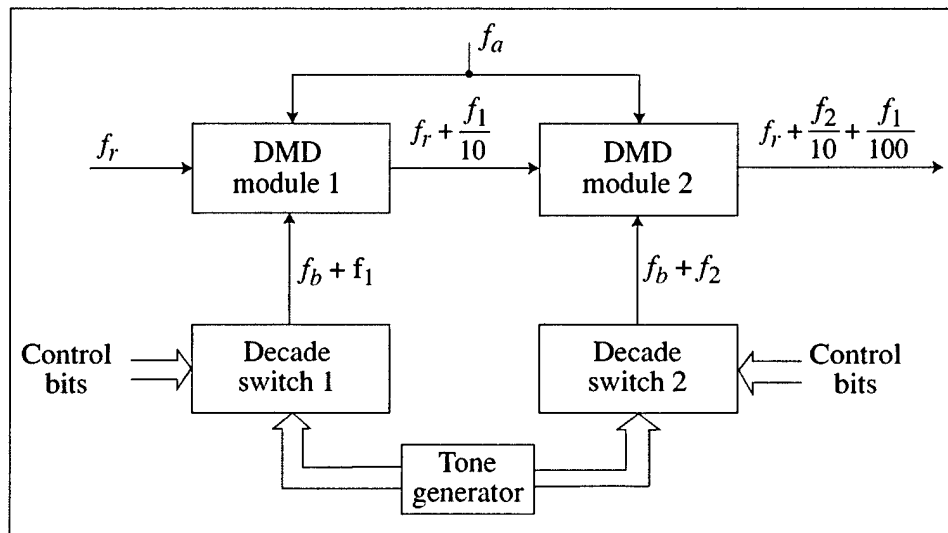 f_a
f_r
DMD
module 1
f_r + f_1/10
DMD
module 2
f_r + f_2/10 + f_1/100
f_b + f_1
f_b + f_2
Control
bits
Decade
switch 1
Decade
switch 2
Control
bits
Tone
generator